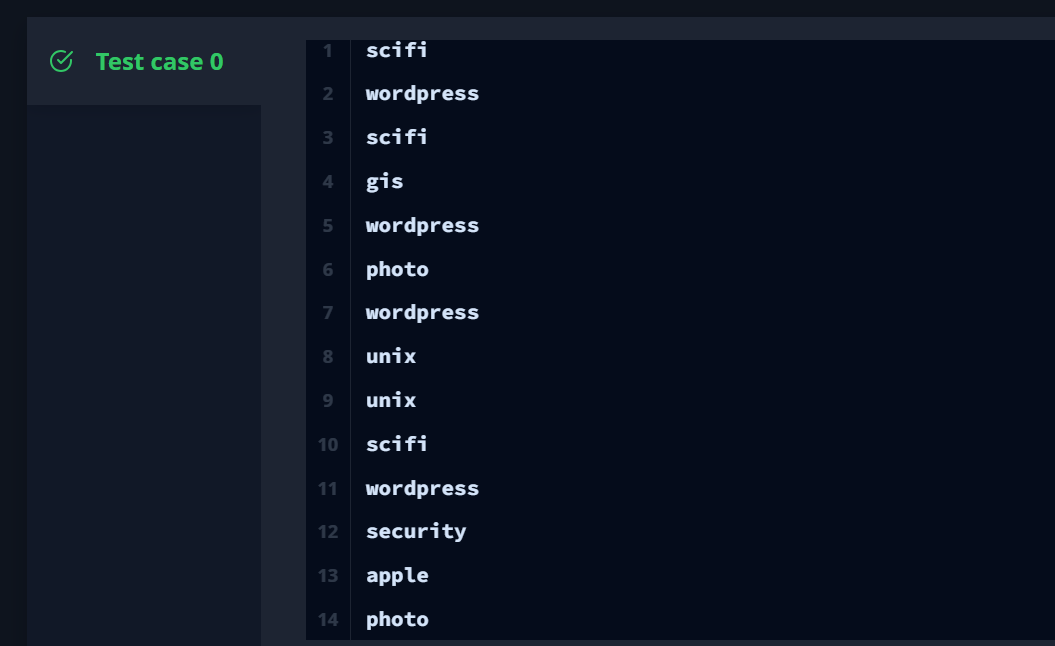 Test case 0
1 scifi
2 wordpress
3 scifi
4 gis
5 wordpress
6 photo
7 wordpress
8 unix
9 unix
10 scifi
11 wordpress
12 security
13 apple
14 photo